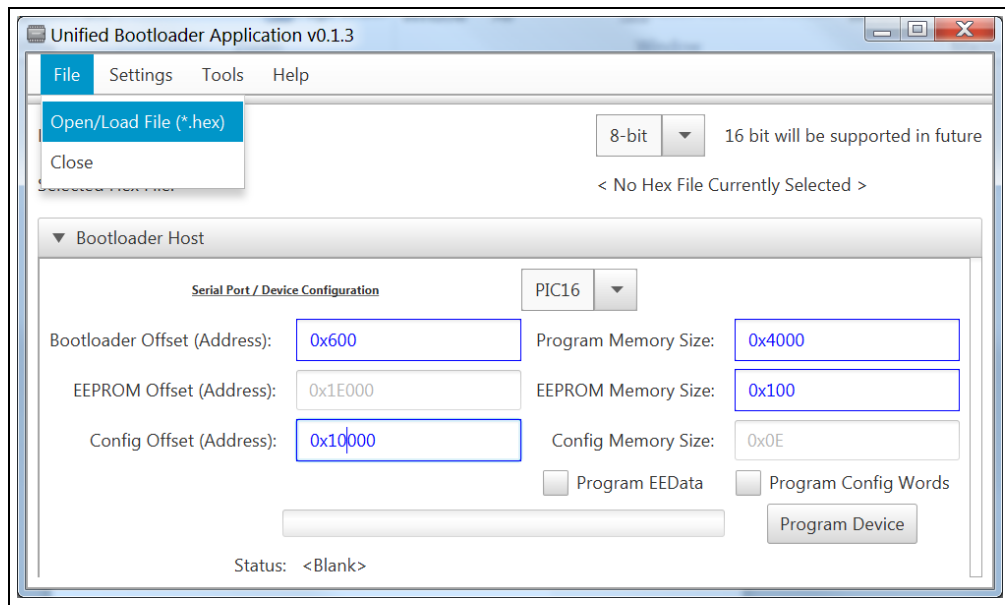 Unified Bootloader Application v0.1.3
File Settings Tools Help
Open/Load File (*.hex)
8-bit 16 bit will be supported in future
Close
Selected Hex File: < No Hex File Currently Selected >
Bootloader Host
Serial Port / Device Configuration PIC16
Bootloader Offset (Address): 0x600 Program Memory Size: 0x4000
EEPROM Offset (Address): 0x1E000 EEPROM Memory Size: 0x100
Config Offset (Address): 0x10000 Config Memory Size: 0x0E
Program EEData Program Config Words
Program Device
Status: <Blank>